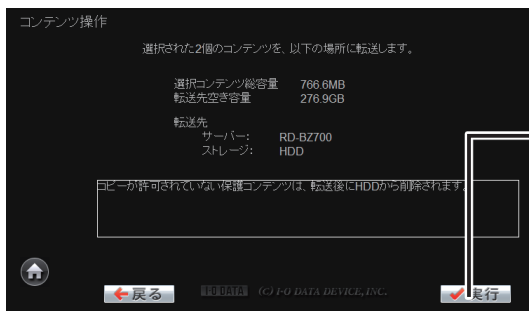 コンテンツ操作
選択された2個のコンテンツを、以下の場所に転送します。
選択コンテンツ総容量 766.6MB
転送先空き容量 276.9GB
転送先
サーバー: RD-BZ700
ストレージ: HDD
コピーが許可されていない保護コンテンツは、転送後にHDDから削除されます。
戻る I-O DATA (C) I-O DATA DEVICE, INC. 実行